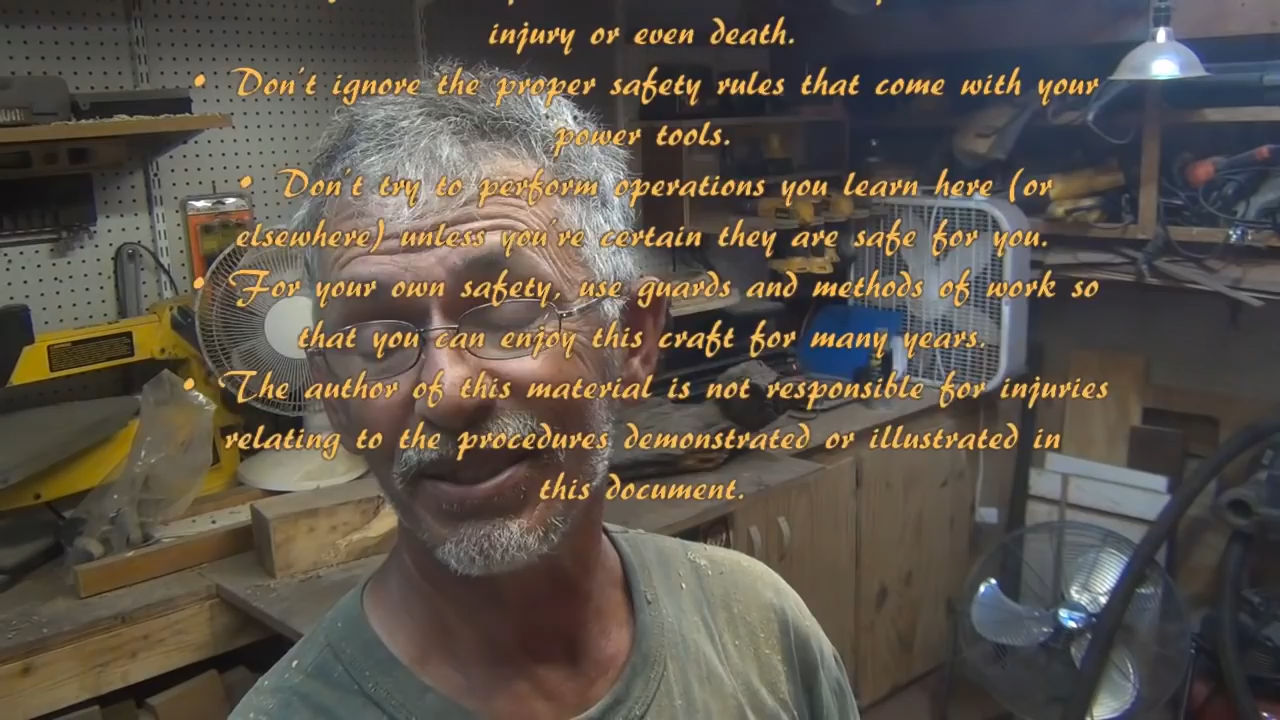 injury or even death.
• Don't ignore the proper safety rules that come with your
power tools.
• Don't try to perform operations you learn here (or
elsewhere) unless you're certain they are safe for you.
• For your own safety, use guards and methods of work so
that you can enjoy this craft for many years.
• The author of this material is not responsible for injuries
relating to the procedures demonstrated or illustrated in
this document.